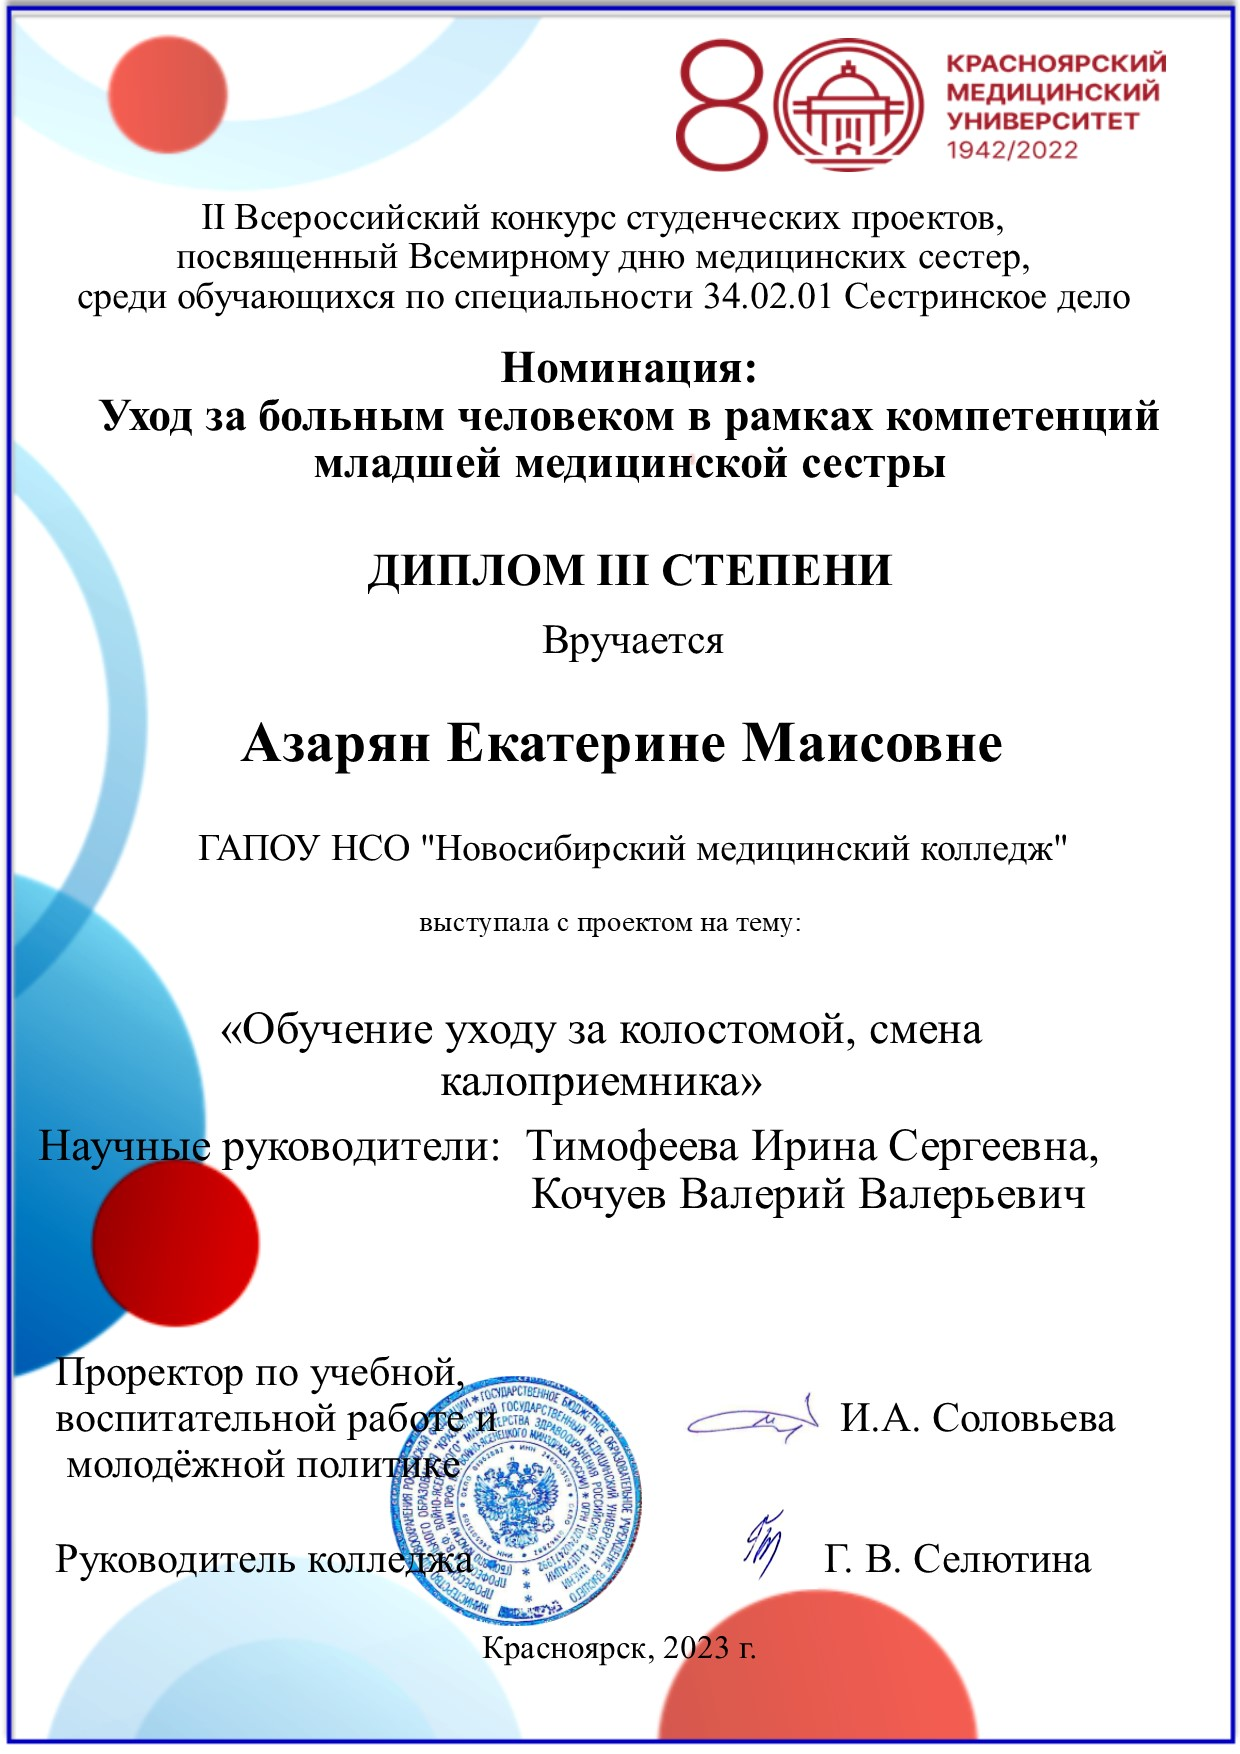 80
КРАСНОЯРСКИЙ
МЕДИЦИНСКИЙ
УНИВЕРСИТЕТ
1942/2022
II Всероссийский конкурс студенческих проектов,
посвященный Всемирному дню медицинских сестер,
среди обучающихся по специальности 34.02.01 Сестринское дело
Номинация:
Уход за больным человеком в рамках компетенций
младшей медицинской сестры
ДИПЛОМ III СТЕПЕНИ
Вручается
Азарян Екатерине Маисовне
ГАПОУ НСО "Новосибирский медицинский колледж"
выступала с проектом на тему:
«Обучение уходу за колостомой, смена
калоприемника»
Научные руководители: Тимофеева Ирина Сергеевна,
Кочуев Валерий Валерьевич
Проректор по учебной,
воспитательной работе и
молодёжной политике
И.А. Соловьева
Руководитель колледжа
Г. В. Селютина
Красноярск, 2023 г.